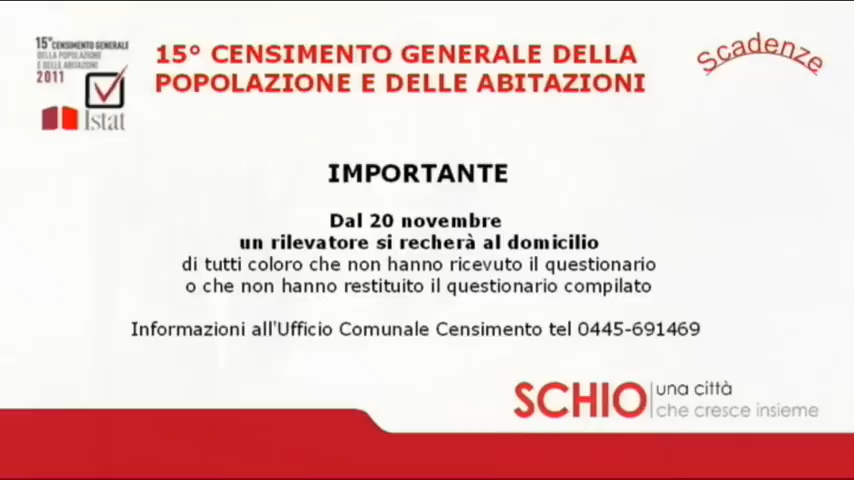 15° CENSIMENTO GENERALE
DELLA POPOLAZIONE
E DELLE ABITAZIONI
2011
Istat
15° CENSIMENTO GENERALE DELLA
POPOLAZIONE E DELLE ABITAZIONI
Scadenze
IMPORTANTE
Dal 20 novembre
un rilevatore si recherà al domicilio
di tutti coloro che non hanno ricevuto il questionario
o che non hanno restituito il questionario compilato
Informazioni all'Ufficio Comunale Censimento tel 0445-691469
SCHIO
una città
che cresce insieme